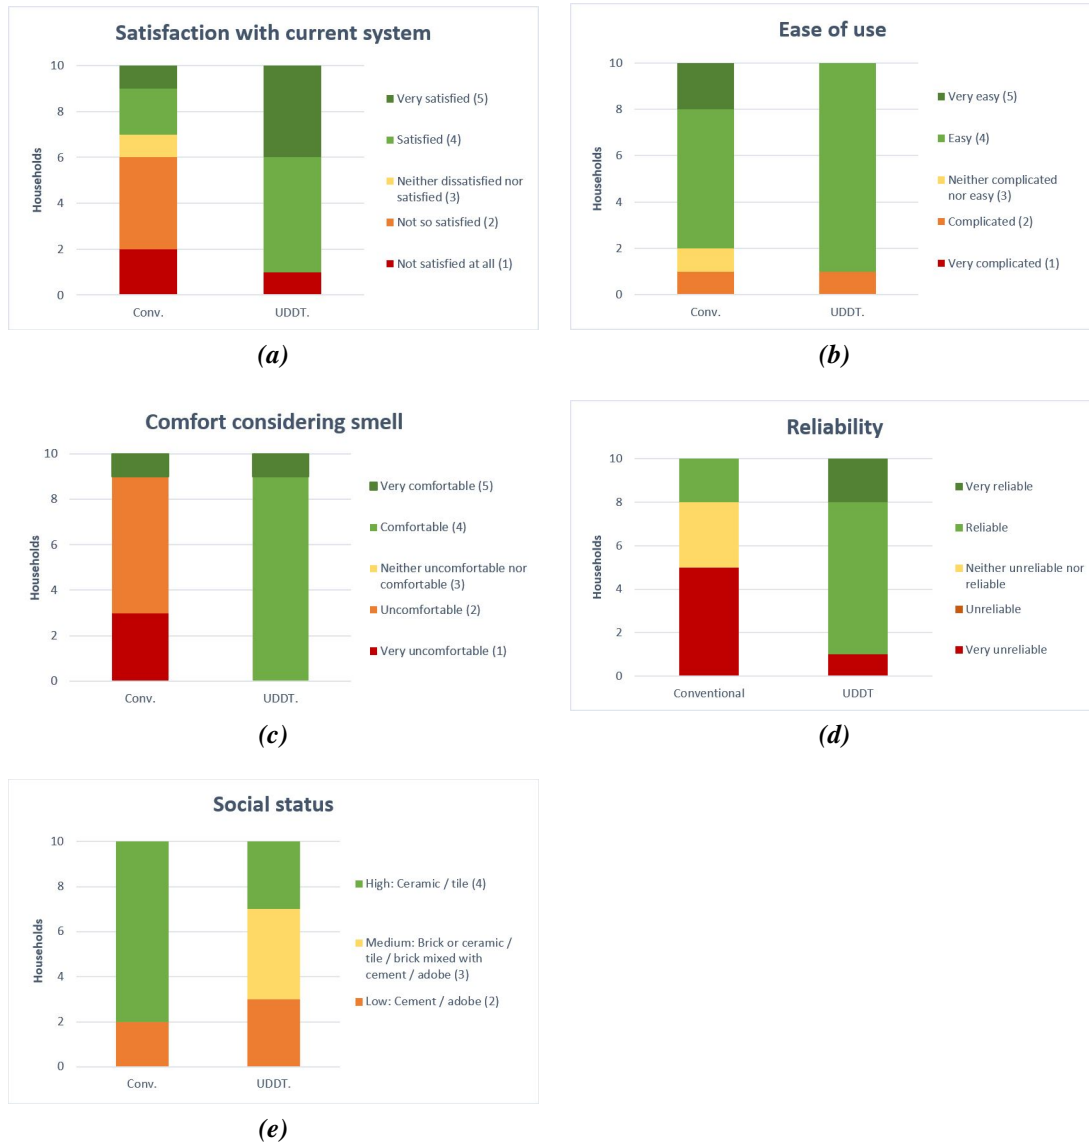 Satisfaction with current system
10
8
6
4
2
0
Households
Conv.
UDDT.
Very satisfied (5)
Satisfied (4)
Neither dissatisfied nor
satisfied (3)
Not so satisfied (2)
Not satisfied at all (1)
(a)
Ease of use
10
8
6
4
2
0
Households
Conv.
UDDT.
Very easy (5)
Easy (4)
Neither complicated
nor easy (3)
Complicated (2)
Very complicated (1)
(b)
Comfort considering smell
10
8
6
4
2
0
Households
Conv.
UDDT.
Very comfortable (5)
Comfortable (4)
Neither uncomfortable nor
comfortable (3)
Uncomfortable (2)
Very uncomfortable (1)
(c)
Reliability
10
8
6
4
2
0
Households
Conventional
UDDT
Very reliable
Reliable
Neither unreliable nor
reliable
Unreliable
Very unreliable
(d)
Social status
10
8
6
4
2
0
Households
Conv.
UDDT.
High: Ceramic / tile (4)
Medium: Brick or ceramic /
tile / brick mixed with
cement / adobe (3)
Low: Cement / adobe (2)
(e)